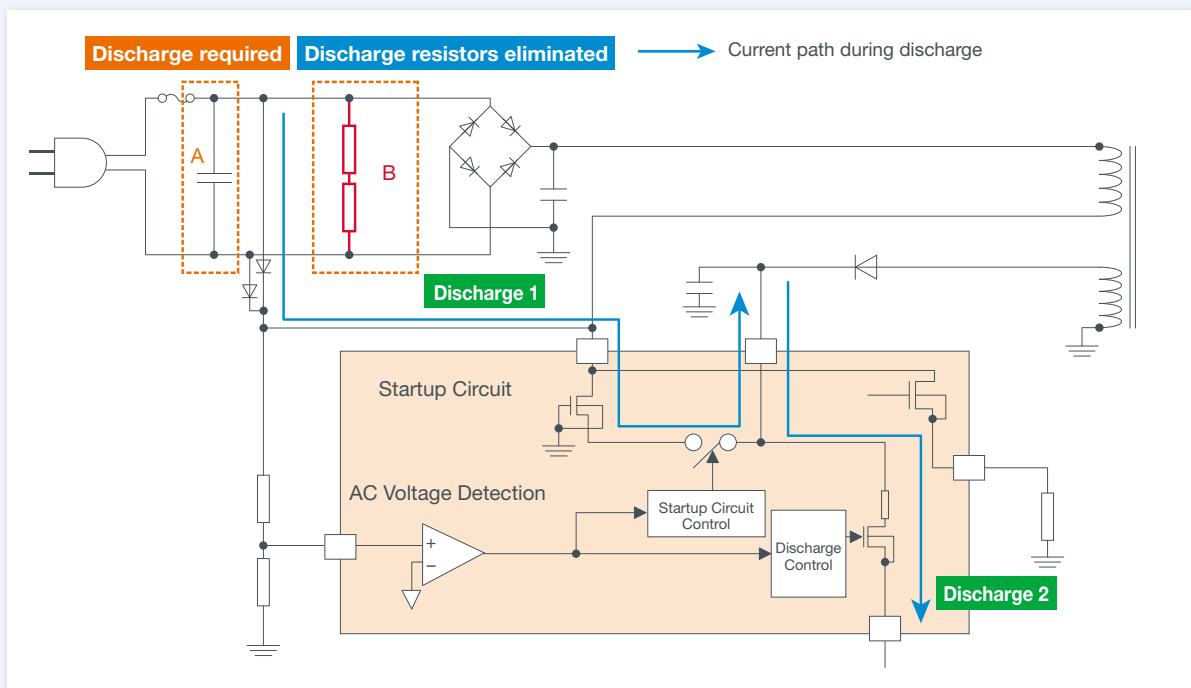 Discharge required
Discharge resistors eliminated
Current path during discharge
A
B
Discharge 1
Startup Circuit
AC Voltage Detection
Startup Circuit
Control
+
−
Discharge
Control
Discharge 2